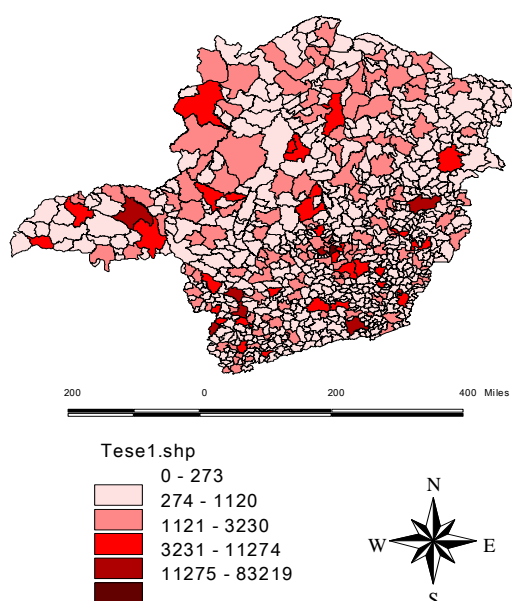 200 0 200 400 Miles
Tese1.shp
0 - 273
274 - 1120
1121 - 3230
3231 - 11274
11275 - 83219
N
W E
S